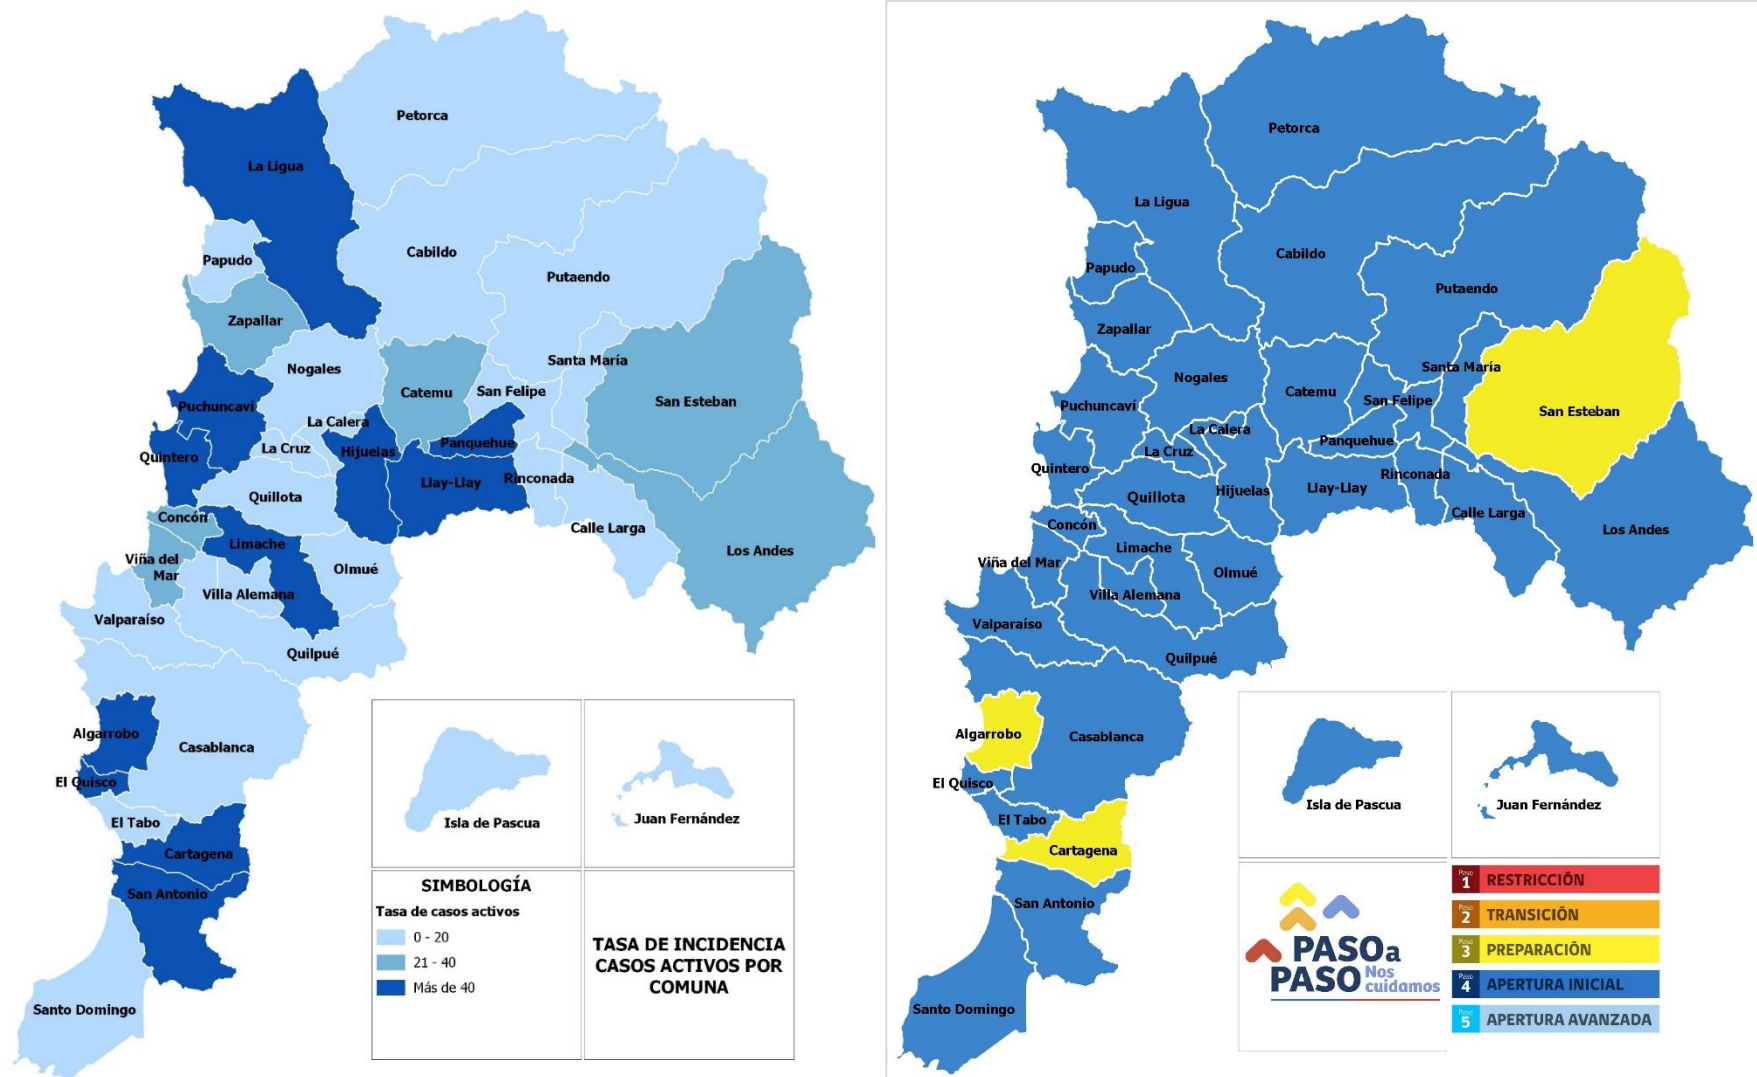 Petorca
La Ligua
Cabildo
Papudo
Putaendo
Zapallar
Santa María
Nogales
San Felipe
Catemu
San Esteban
Puchuncaví
La Calera
Panquehue
La Cruz
Hijuelas
Quintero
Rinconada
Llay-Llay
Quillota
Concón
Calle Larga
Limache
Los Andes
Viña del
Mar
Olmué
Villa Alemana
Valparaíso
Quilpué
Algarrobo
Casablanca
El Quisco
El Tabo
Cartagena
San Antonio
Santo Domingo
Isla de Pascua
Juan Fernández
SIMBOLOGÍA
Tasa de casos activos
0 - 20
21 - 40
Más de 40
TASA DE INCIDENCIA
CASOS ACTIVOS POR
COMUNA
Petorca
La Ligua
Cabildo
Papudo
Putaendo
Zapallar
Santa María
Nogales
Catemu
San Felipe
Puchuncaví
San Esteban
La Calera
Panquehue
La Cruz
Quintero
Rinconada
Llay-Llay
Hijuelas
Quillota
Calle Larga
Concón
Los Andes
Limache
Viña del Mar
Olmué
Villa Alemana
Valparaíso
Quilpué
Algarrobo
Casablanca
El Quisco
El Tabo
Cartagena
San Antonio
Santo Domingo
Isla de Pascua
Juan Fernández
PASO a
PASO Nos
cuidamos
Paso 1 RESTRICCIÓN
Paso 2 TRANSICIÓN
Paso 3 PREPARACIÓN
Paso 4 APERTURA INICIAL
Paso 5 APERTURA AVANZADA